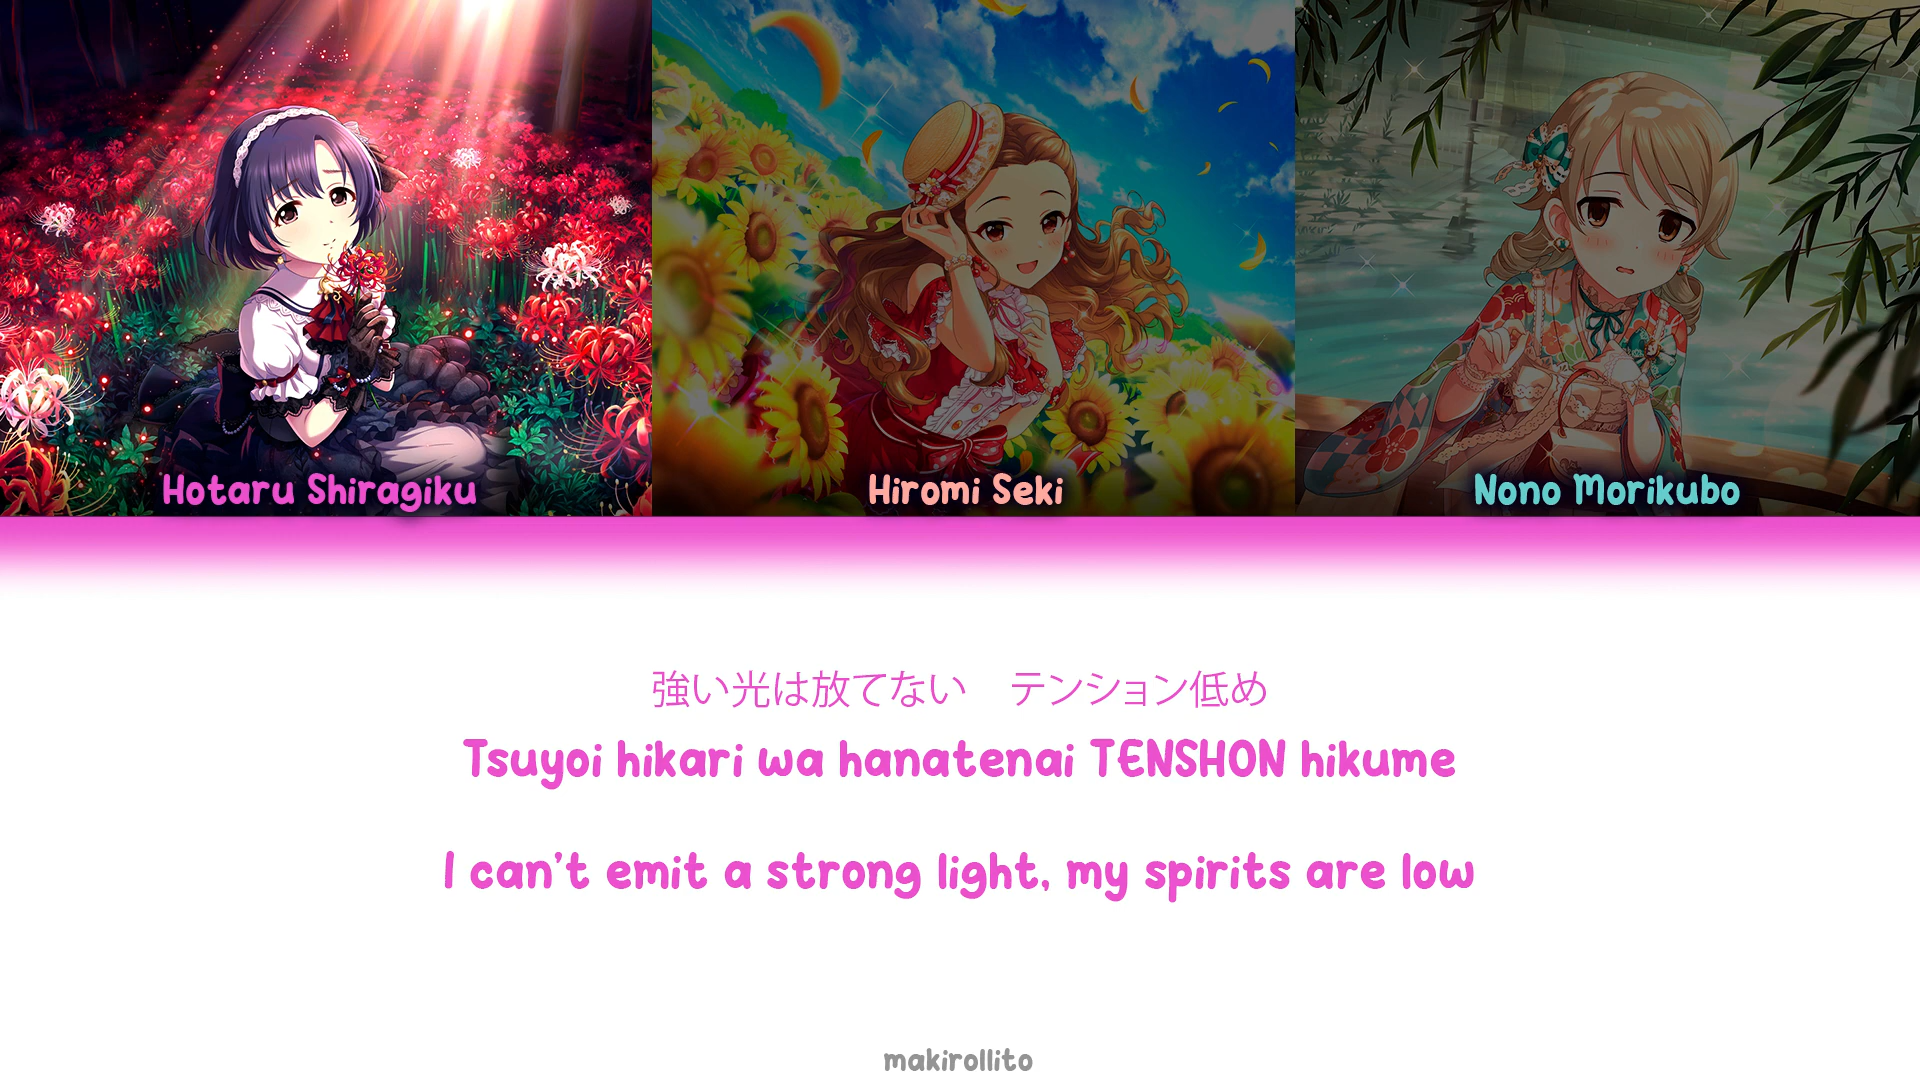 Hotaru Shiragiku
Hiromi Seki
Nono Morikubo
強い光は放てない　テンション低め
Tsuyoi hikari wa hanatenai TENSHON hikume
I can't emit a strong light, my spirits are low
makirollito